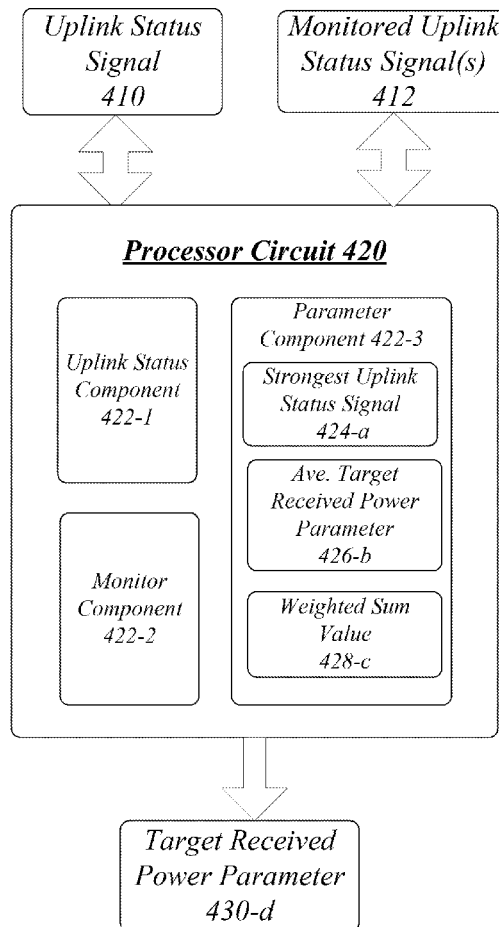 Uplink Status
Signal
410
Monitored Uplink
Status Signal(s)
412
Processor Circuit 420
Uplink Status
Component
422-1
Monitor
Component
422-2
Parameter
Component 422-3
Strongest Uplink
Status Signal
424-a
Ave. Target
Received Power
Parameter
426-b
Weighted Sum
Value
428-c
Target Received
Power Parameter
430-d